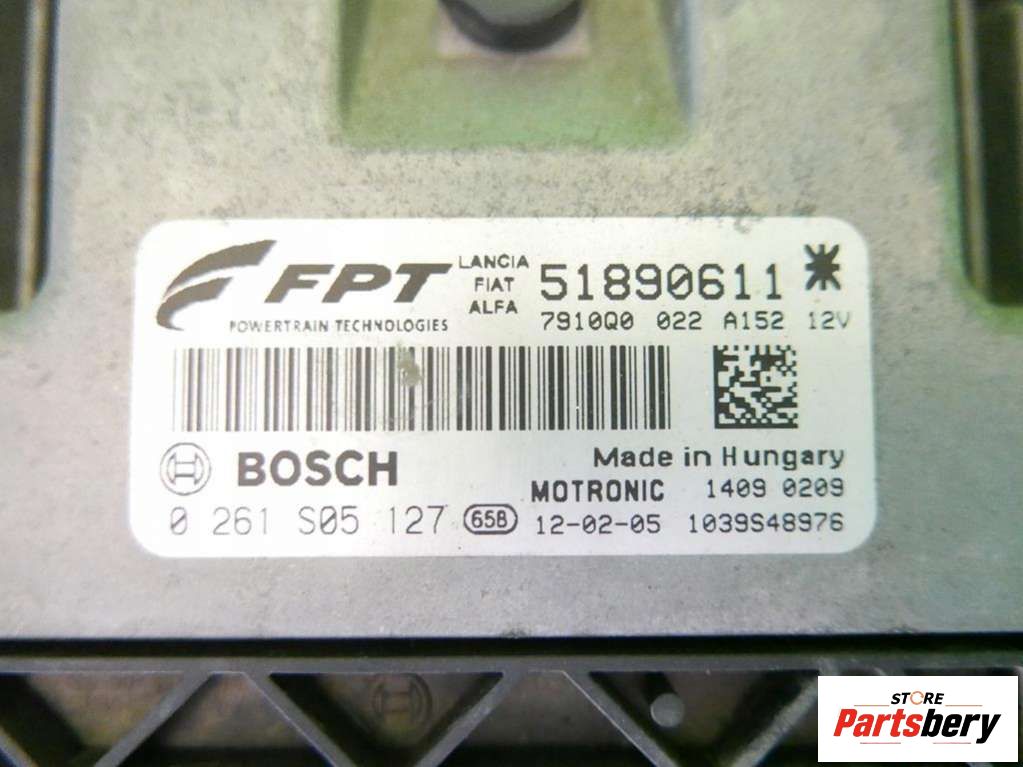 FPT
POWERTRAIN TECHNOLOGIES
LANCIA
FIAT
ALFA
51890611
7910Q0 022 A152 12V
BOSCH
Made in Hungary
MOTRONIC 1409 0209
0 261 S05 127 65B 12-02-05 1039S48976
STORE
Partsbery